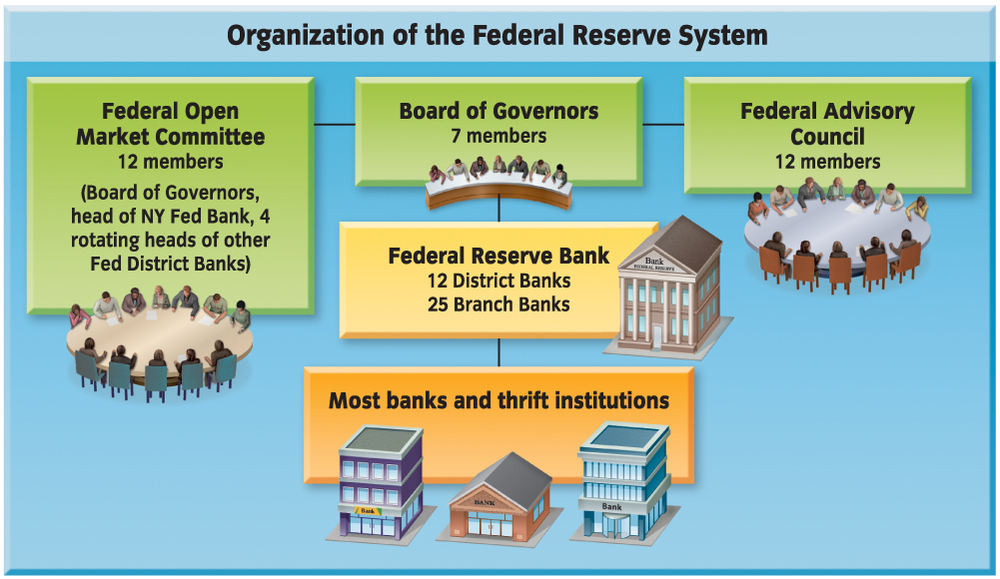 Organization of the Federal Reserve System
Federal Open
Market Committee
12 members
(Board of Governors,
head of NY Fed Bank, 4
rotating heads of other
Fed District Banks)
Board of Governors
7 members
Federal Advisory
Council
12 members
Federal Reserve Bank
12 District Banks
25 Branch Banks
Bank
FEDERAL RESERVE
Most banks and thrift institutions
Bank
BANK
Bank